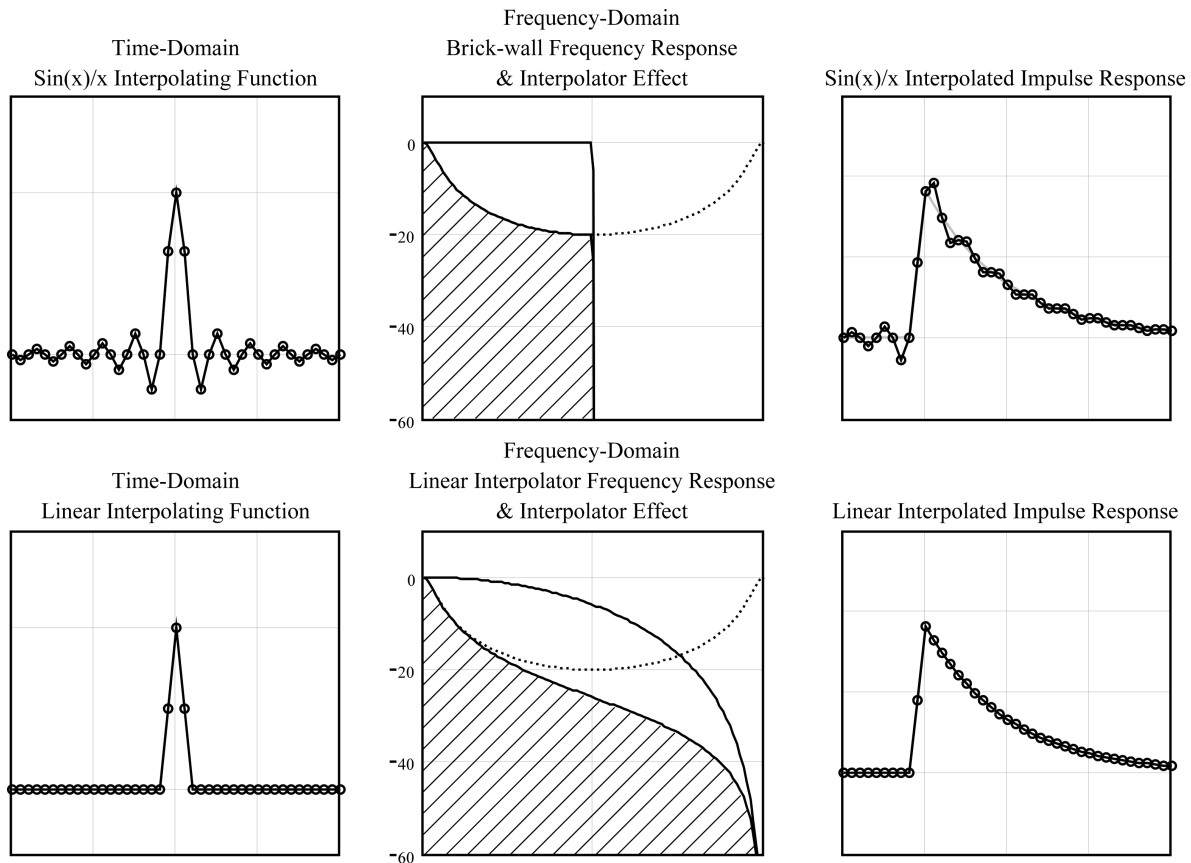 Time-Domain
Sin(x)/x Interpolating Function
Frequency-Domain
Brick-wall Frequency Response
& Interpolator Effect
Sin(x)/x Interpolated Impulse Response
0
-20
-40
-60
Time-Domain
Linear Interpolating Function
Frequency-Domain
Linear Interpolator Frequency Response
& Interpolator Effect
Linear Interpolated Impulse Response
0
-20
-40
-60